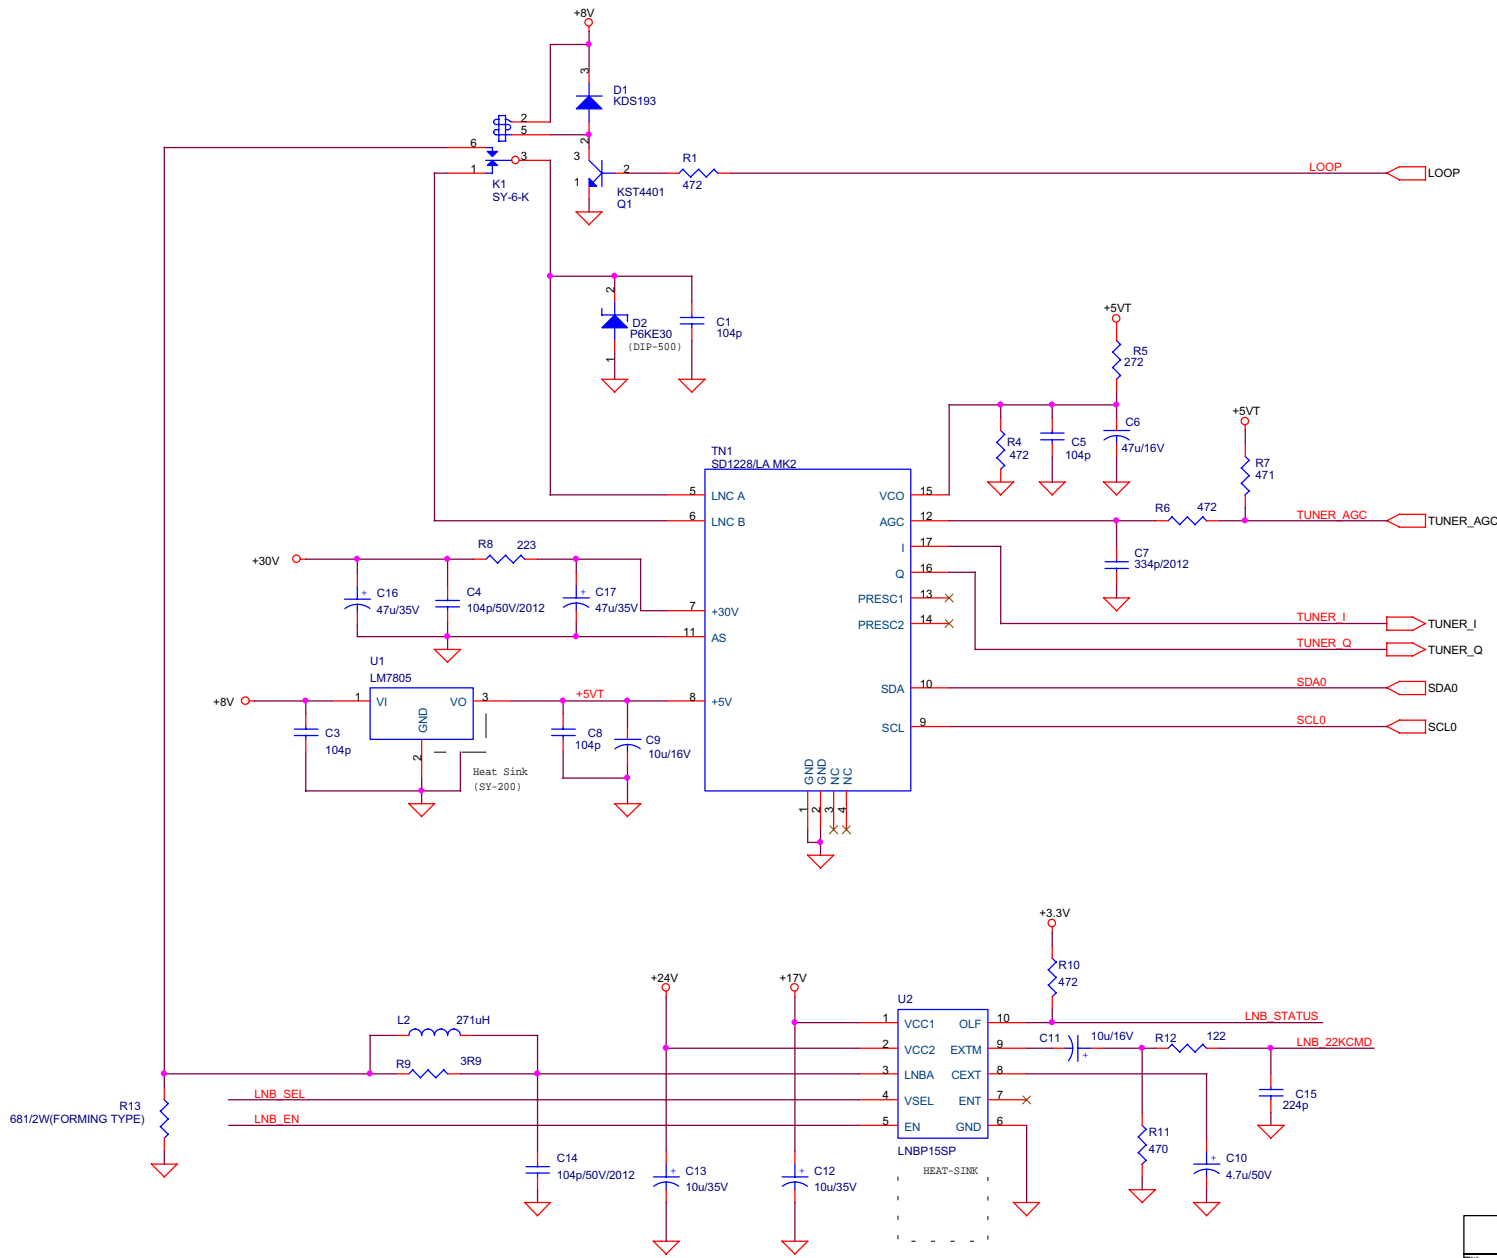 +8V
3
D1
KDS193
2
5
2
6
3
1
K1
SY-6-K
3
1
2
KST4401
Q1
R1
472
LOOP
LOOP
2
D2
P6KE30
(DIP-500)
1
C1
104p
+5VT
R5
272
R4
472
C5
104p
C6
47u/16V
+
+5VT
R7
471
TN1
SD1228/LA MK2
5
LNC A
6
LNC B
VCO
15
AGC
12
R6
472
TUNER_AGC
TUNER_AGC
I
17
Q
16
C7
334p/2012
PRESC1
13
PRESC2
14
TUNER_I
TUNER_I
TUNER_Q
TUNER_Q
+30V
R8
223
C16
47u/35V
+
C4
104p/50V/2012
C17
47u/35V
+
7
+30V
11
AS
U1
LM7805
+8V
1
VI
VO
3
GND
2
+5VT
8
+5V
C3
104p
Heat Sink
(SY-200)
C8
104p
C9
10u/16V
+
SDA
10
SDA0
SDA0
SCL
9
SCL0
SCL0
GND
GND
NC
NC
1
2
3
4
+3.3V
R10
472
+24V
+17V
U2
1
VCC1
OLF
10
LNB_STATUS
2
VCC2
EXTM
9
C11
10u/16V
+
R12
122
LNB_22KCMD
3
LNBA
CEXT
8
4
VSEL
ENT
7
5
EN
GND
6
LNBP15SP
HEAT-SINK
L2
271uH
R9
3R9
R13
681/2W(FORMING TYPE)
LNB_SEL
LNB_EN
C14
104p/50V/2012
C13
10u/35V
+
C12
10u/35V
+
C15
224p
R11
470
C10
4.7u/50V
+